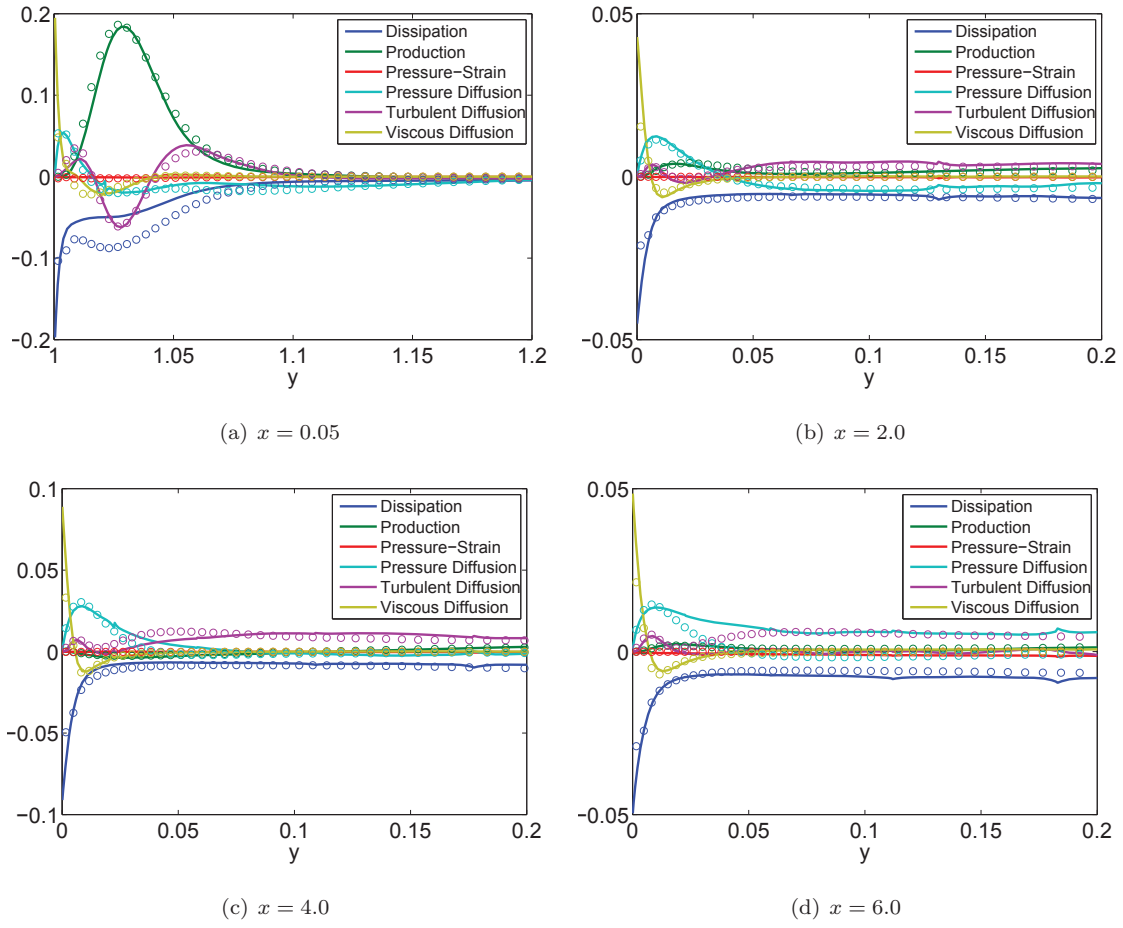 0.2
0.1
0
−0.1
−0.2
1
1.05
1.1
1.15
1.2
y
Dissipation
Production
Pressure−Strain
Pressure Diffusion
Turbulent Diffusion
Viscous Diffusion
(a) x = 0.05
0.05
0
−0.05
0
0.05
0.1
0.15
0.2
y
Dissipation
Production
Pressure−Strain
Pressure Diffusion
Turbulent Diffusion
Viscous Diffusion
(b) x = 2.0
0.1
0.05
0
−0.05
−0.1
0
0.05
0.1
0.15
0.2
y
Dissipation
Production
Pressure−Strain
Pressure Diffusion
Turbulent Diffusion
Viscous Diffusion
(c) x = 4.0
0.05
0
−0.05
0
0.05
0.1
0.15
0.2
y
Dissipation
Production
Pressure−Strain
Pressure Diffusion
Turbulent Diffusion
Viscous Diffusion
(d) x = 6.0